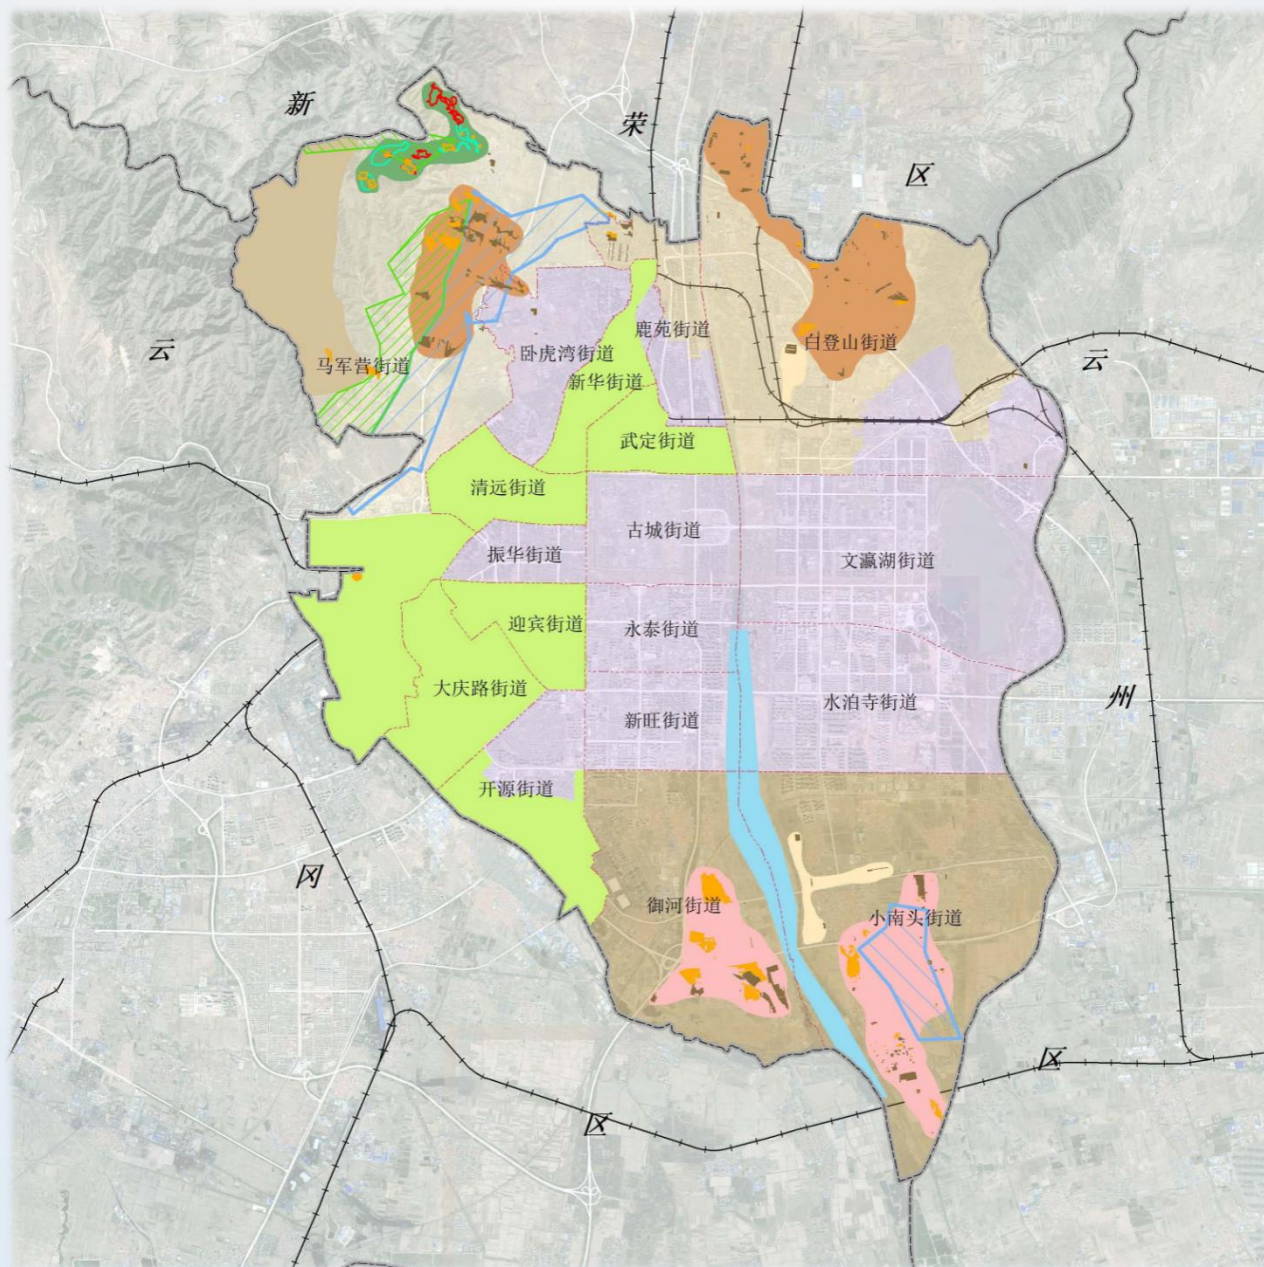 新
荣
区
云
马军营街道
卧虎湾街道
鹿苑街道
白登山街道
云
新华街道
武定街道
清远街道
古城街道
振华街道
文瀛湖街道
迎宾街道
永泰街道
大庆路街道
新旺街道
水泊寺街道
州
开源街道
冈
御河街道
小南头街道
区
区